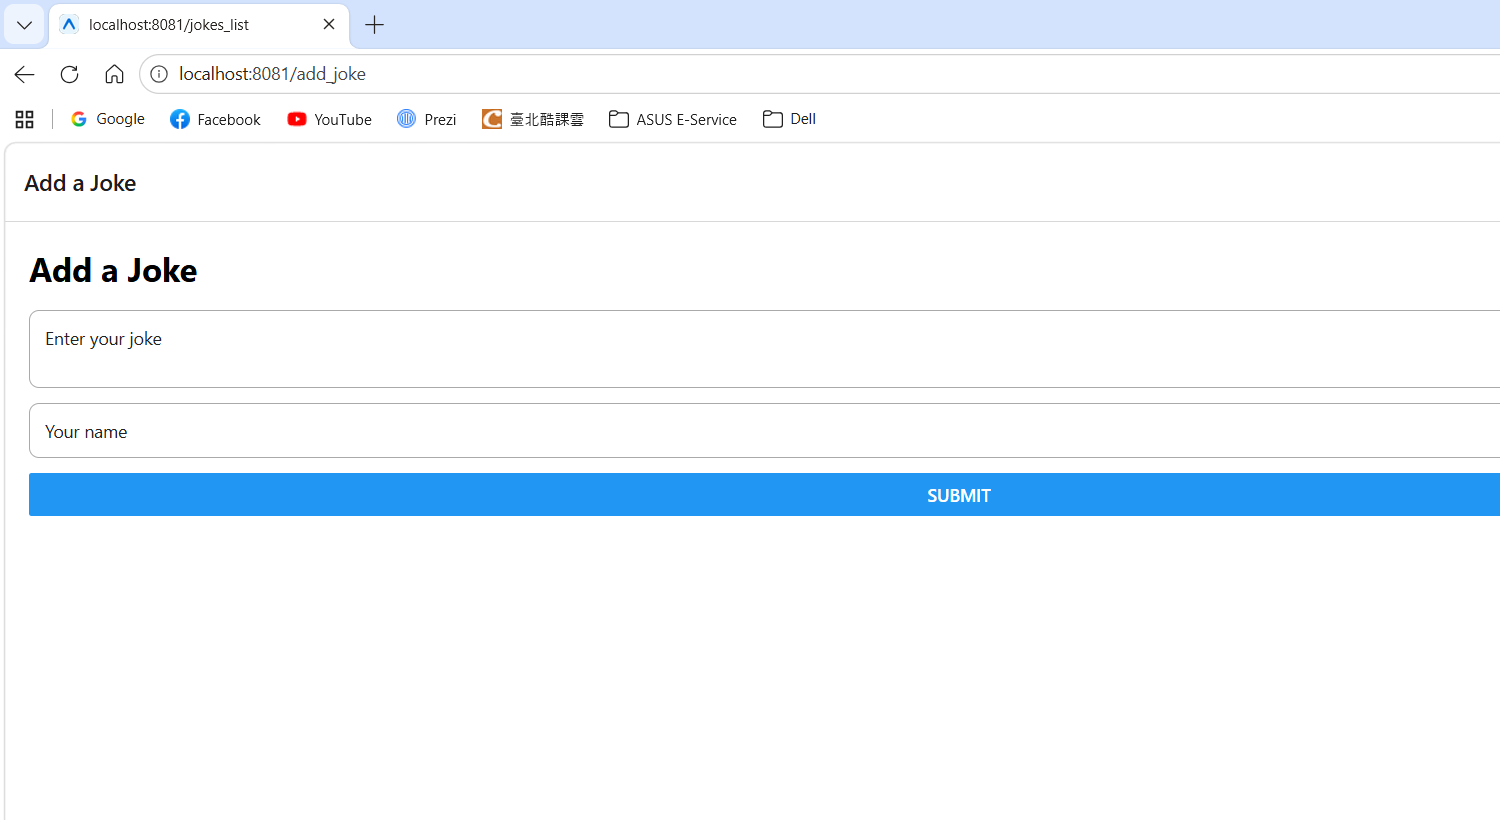 localhost:8081/jokes_list
localhost:8081/add_joke
Google Facebook YouTube Prezi 臺北酷課雲 ASUS E-Service Dell
Add a Joke
Add a Joke
Enter your joke
Your name
SUBMIT